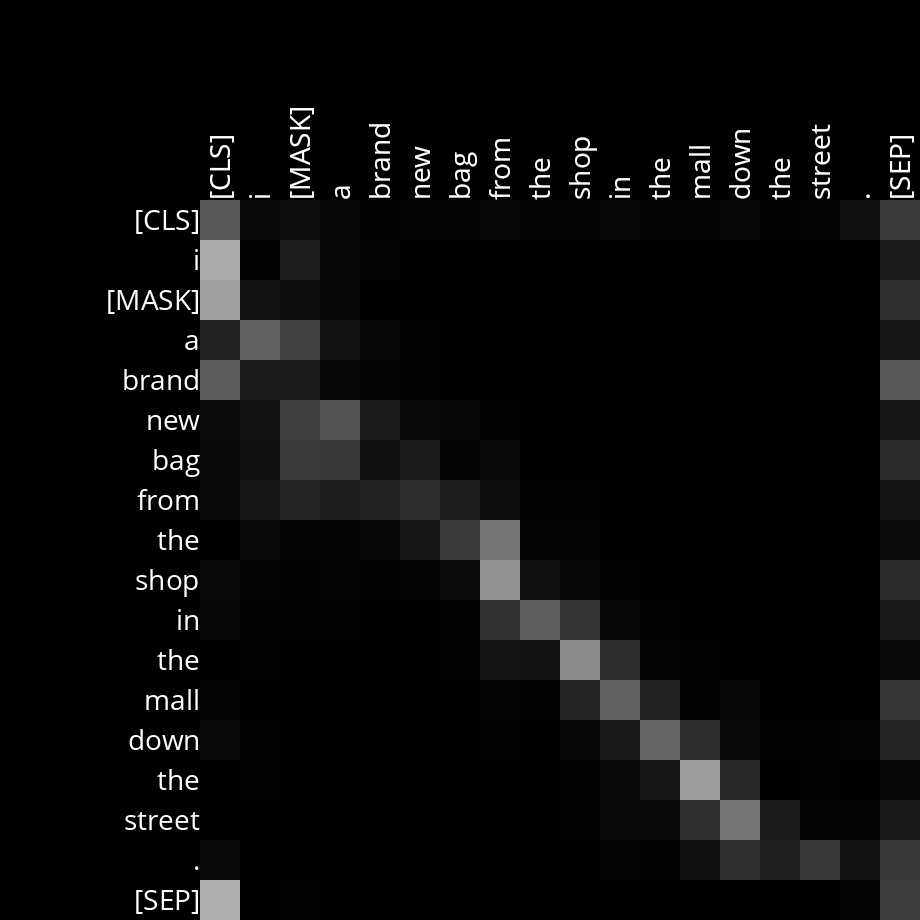 [CLS] i [MASK] a brand new bag from the shop in the mall down the street . [SEP]
[CLS]
i
[MASK]
a
brand
new
bag
from
the
shop
in
the
mall
down
the
street
.
[SEP]